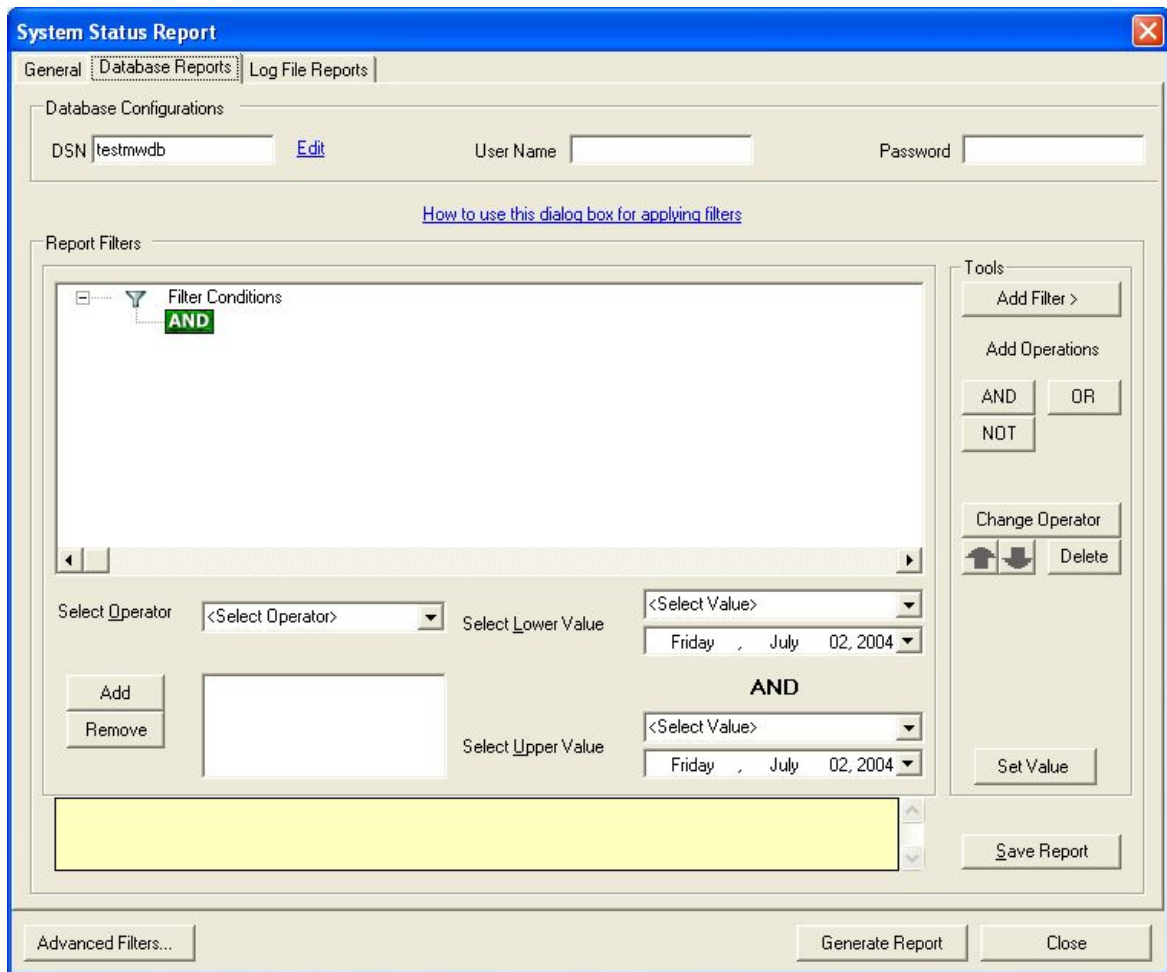 System Status Report
General Database Reports Log File Reports
Database Configurations
DSN testmwdb Edit User Name Password
How to use this dialog box for applying filters
Report Filters
Tools
Filter Conditions
AND
Add Filter >
Add Operations
AND OR
NOT
Change Operator
Delete
Select Operator <Select Operator> Select Lower Value <Select Value>
Friday , July 02, 2004
Add
Remove
AND
Select Upper Value <Select Value>
Friday , July 02, 2004
Set Value
Save Report
Advanced Filters... Generate Report Close